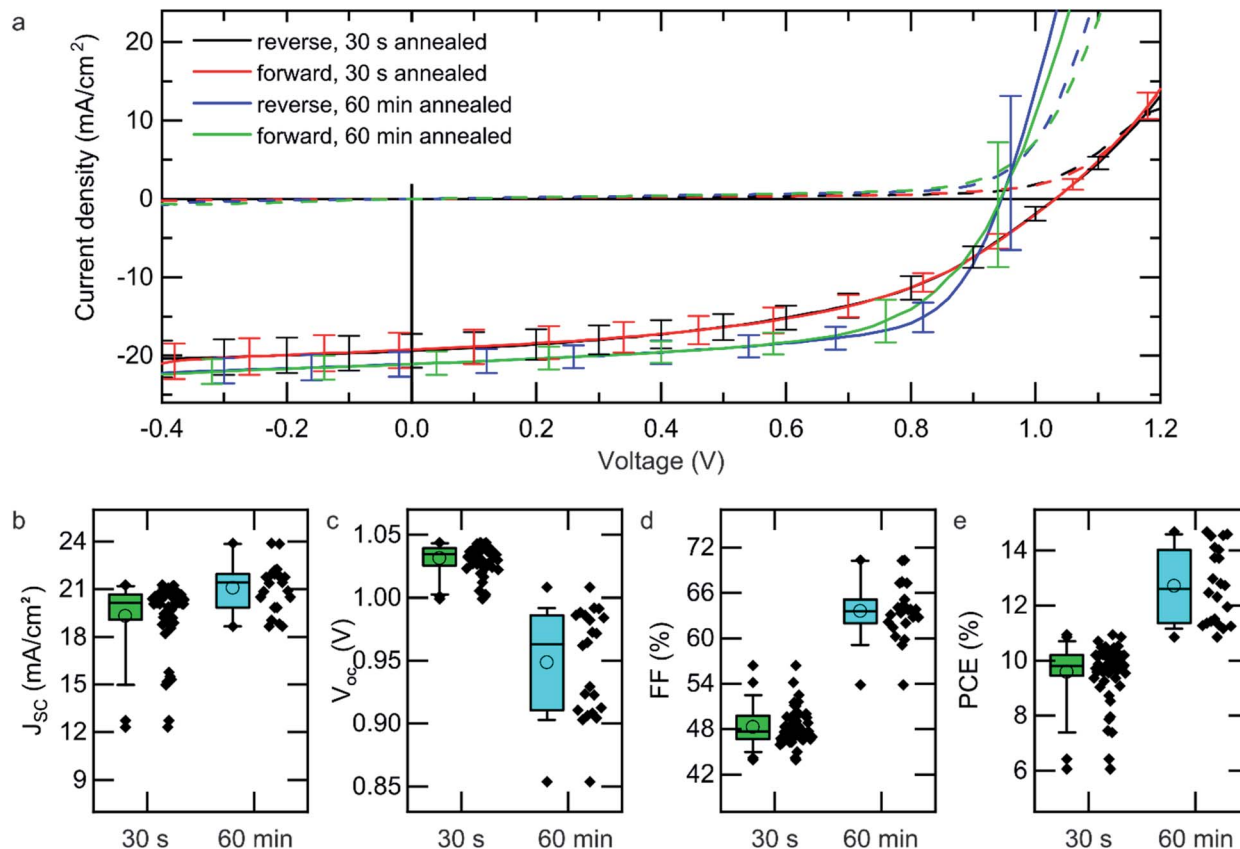 a
reverse, 30 s annealed
forward, 30 s annealed
reverse, 60 min annealed
forward, 60 min annealed
Current density (mA/cm²)
20
10
0
-10
-20
-0.4 -0.2 0.0 0.2 0.4 0.6 0.8 1.0 1.2
Voltage (V)
b
J_SC (mA/cm²)
24
21
18
15
12
9
30 s 60 min
c
V_oc (V)
1.05
1.00
0.95
0.90
0.85
30 s 60 min
d
FF (%)
72
66
60
54
48
42
30 s 60 min
e
PCE (%)
14
12
10
8
6
30 s 60 min